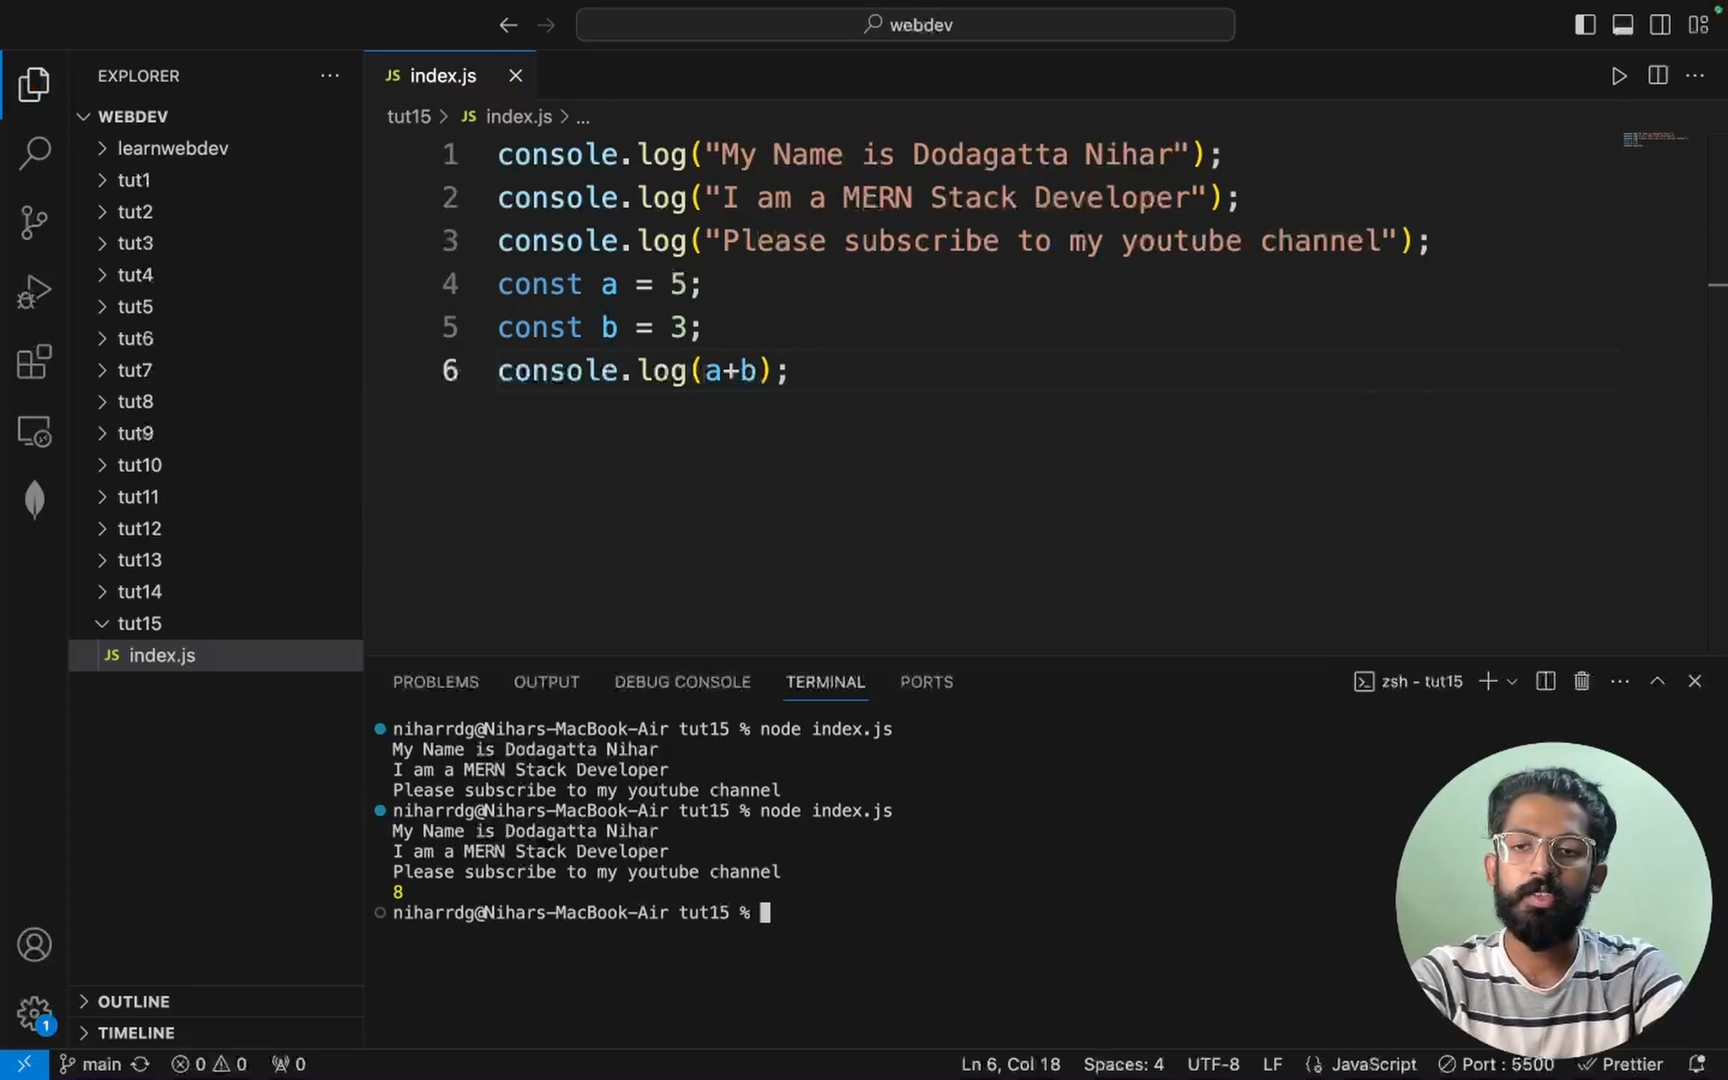 webdev
EXPLORER
JS index.js
WEBDEV
tut15 > JS index.js > ...
learnwebdev
tut1
tut2
tut3
tut4
tut5
tut6
tut7
tut8
tut9
tut10
tut11
tut12
tut13
tut14
tut15
JS index.js
1 console.log("My Name is Dodagatta Nihar");
2 console.log("I am a MERN Stack Developer");
3 console.log("Please subscribe to my youtube channel");
4 const a = 5;
5 const b = 3;
6 console.log(a+b);
PROBLEMS OUTPUT DEBUG CONSOLE TERMINAL PORTS zsh - tut15
niharrdg@Nihars-MacBook-Air tut15 % node index.js
My Name is Dodagatta Nihar
I am a MERN Stack Developer
Please subscribe to my youtube channel
niharrdg@Nihars-MacBook-Air tut15 % node index.js
My Name is Dodagatta Nihar
I am a MERN Stack Developer
Please subscribe to my youtube channel
8
niharrdg@Nihars-MacBook-Air tut15 %
OUTLINE
TIMELINE
1
main 0 0 0 Ln 6, Col 18 Spaces: 4 UTF-8 LF {} JavaScript Port : 5500 Prettier